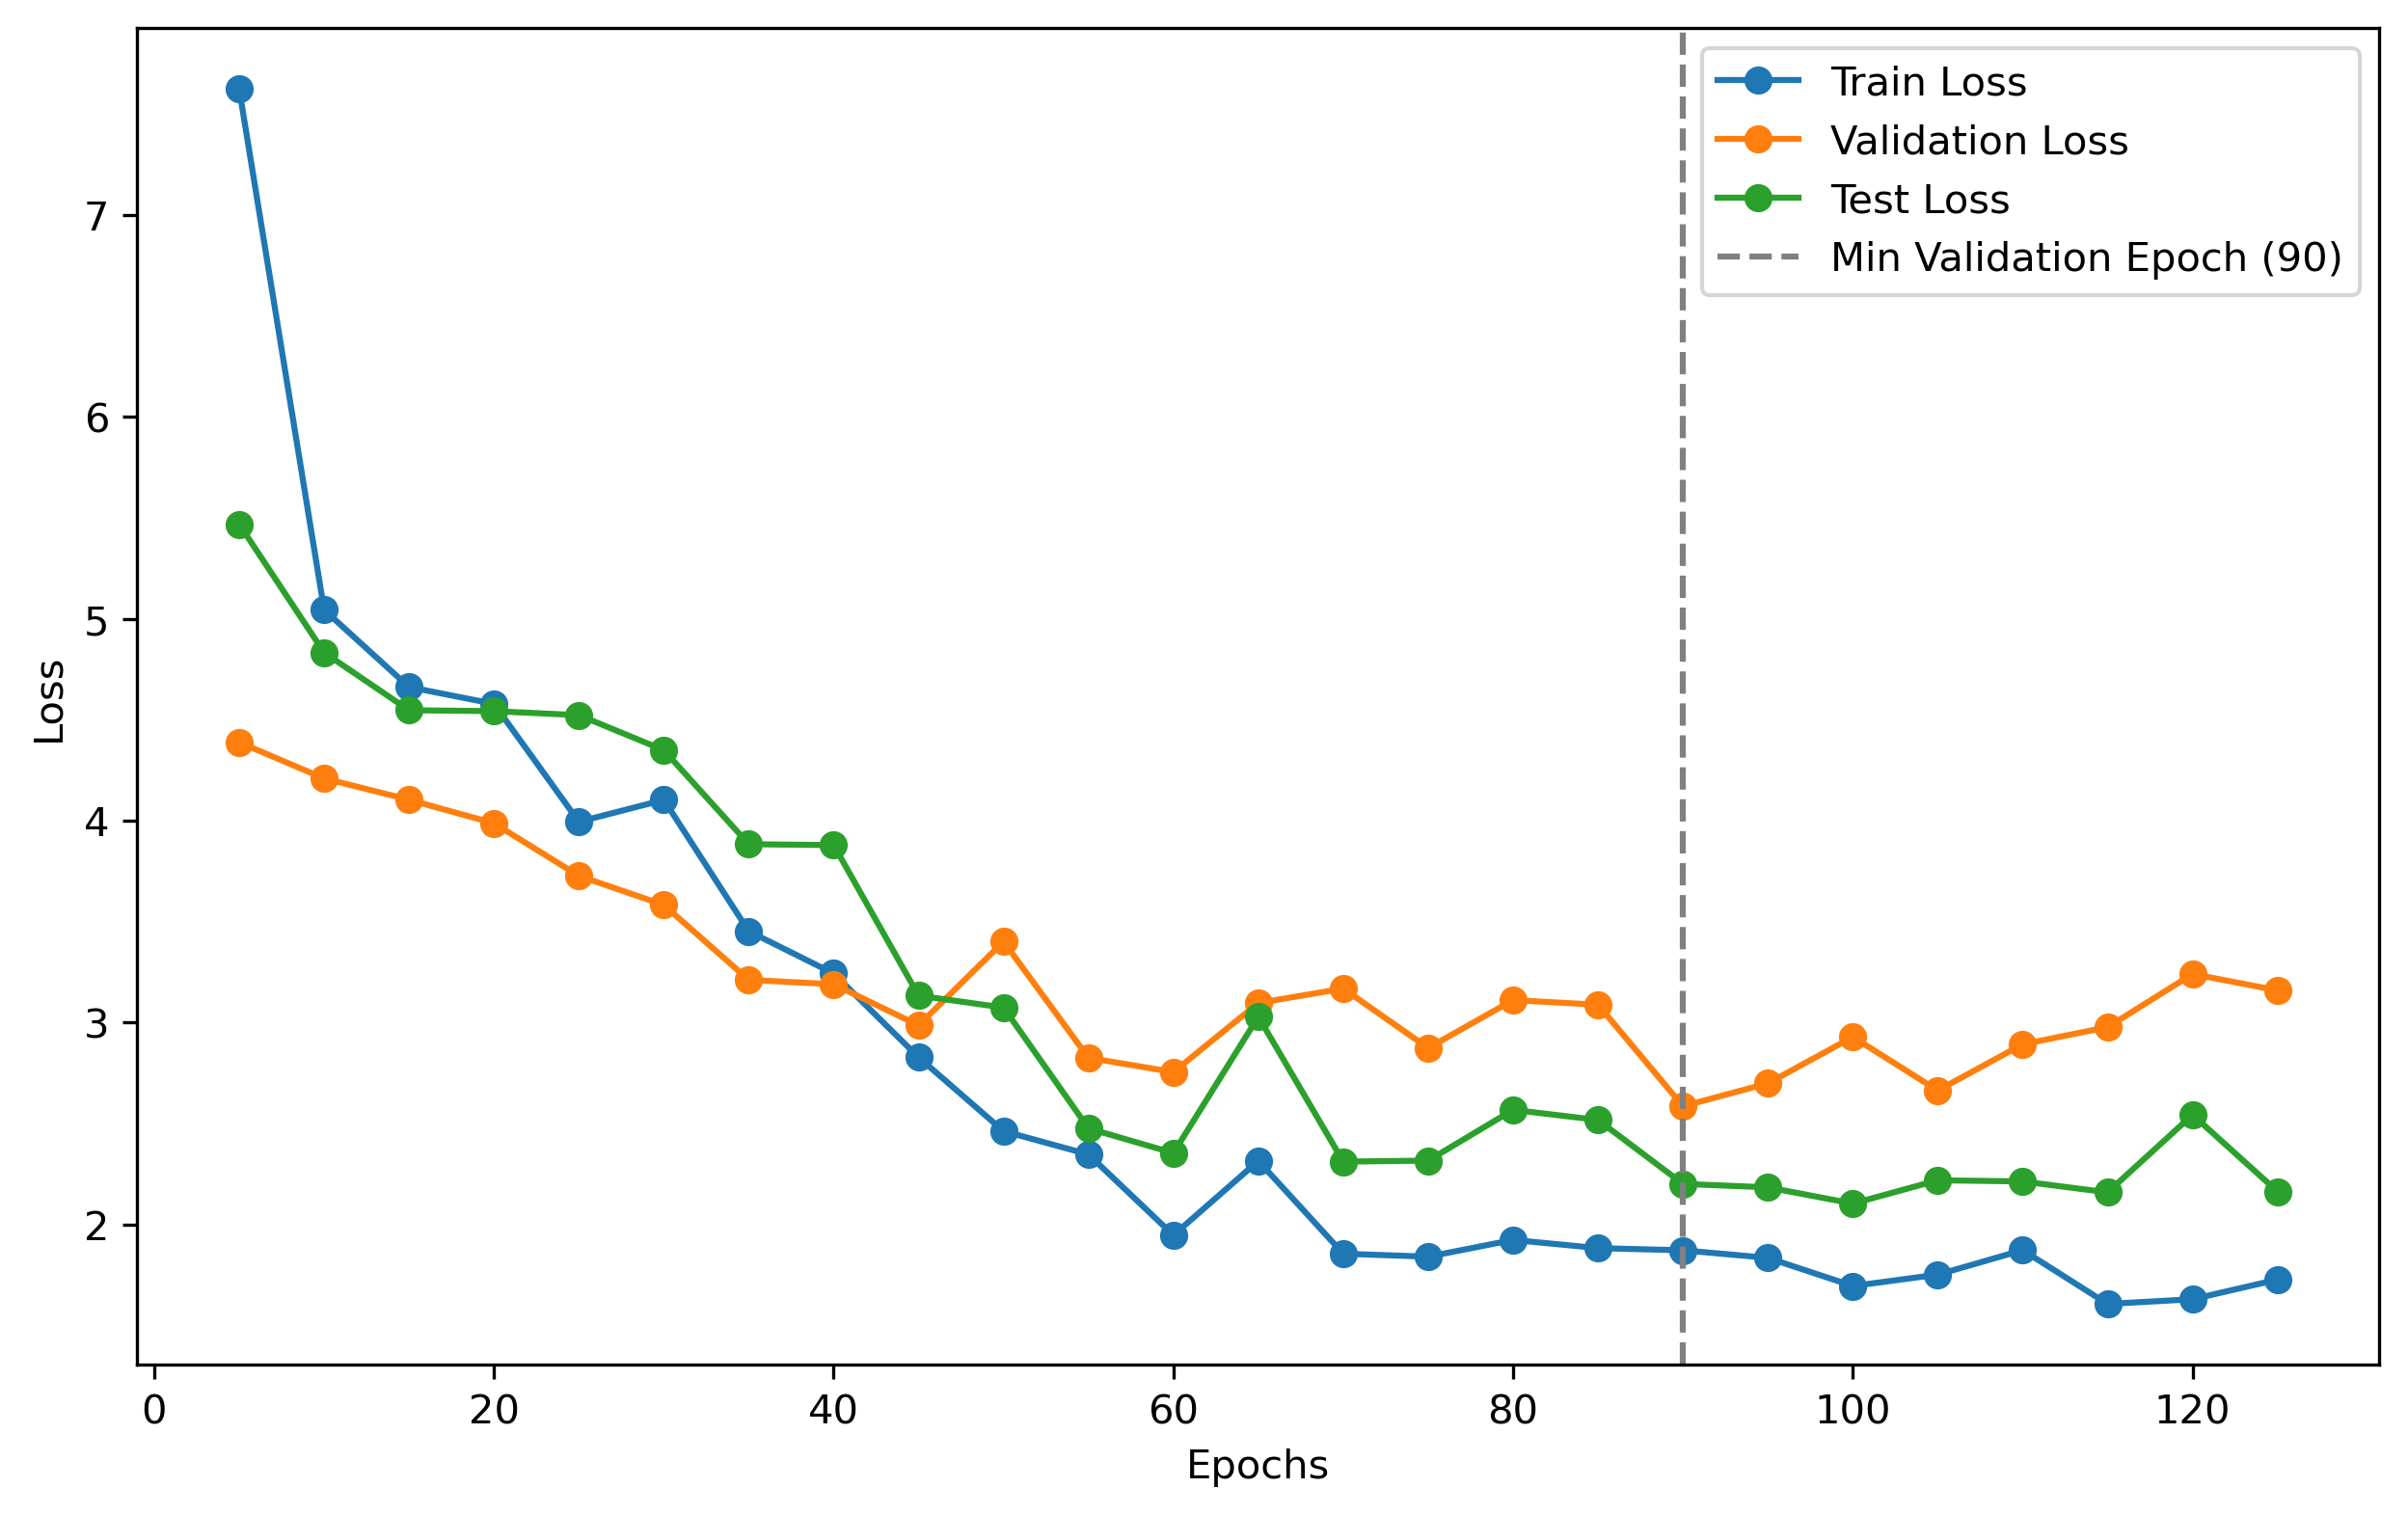 Train Loss
Validation Loss
Test Loss
Min Validation Epoch (90)
7
6
5
4
3
2
Loss
0 20 40 60 80 100 120
Epochs